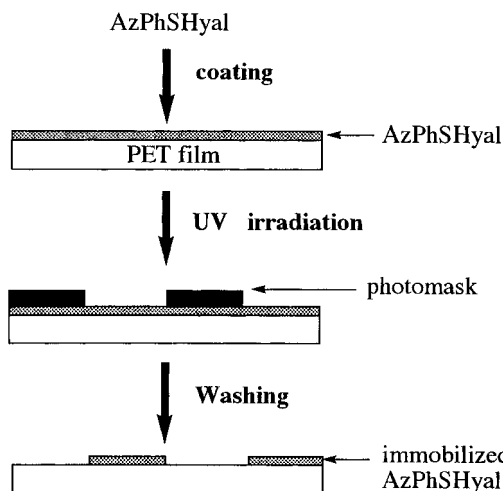 AzPhSHyal
coating
AzPhSHyal
PET film
UV irradiation
photomask
Washing
immobilized
AzPhSHyal